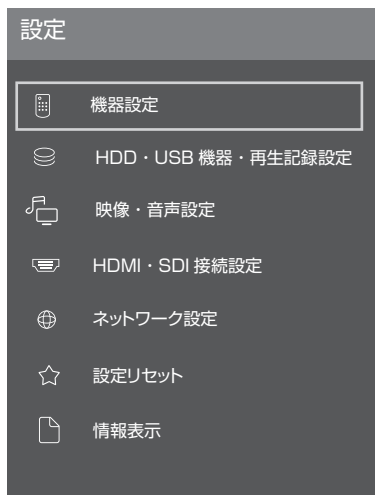 設定
機器設定
HDD・USB 機器・再生記録設定
映像・音声設定
HDMI・SDI 接続設定
ネットワーク設定
設定リセット
情報表示